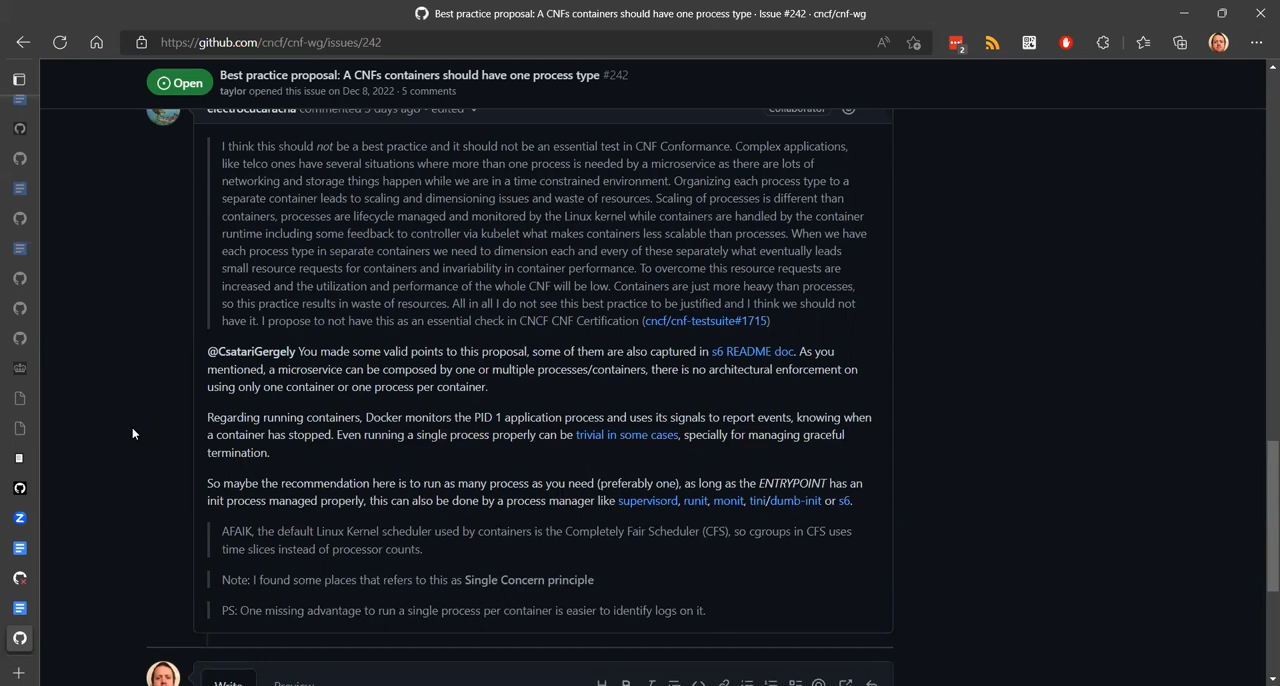 Best practice proposal: A CNFs containers should have one process type · Issue #242 · cncf/cnf-wg
https://github.com/cncf/cnf-wg/issues/242
2
Open
Best practice proposal: A CNFs containers should have one process type #242
taylor opened this issue on Dec 8, 2022 · 5 comments
electrocucaracha commented 3 days ago · edited
Collaborator
I think this should not be a best practice and it should not be an essential test in CNF Conformance. Complex applications,
like telco ones have several situations where more than one process is needed by a microservice as there are lots of
networking and storage things happen while we are in a time constrained environment. Organizing each process type to a
separate container leads to scaling and dimensioning issues and waste of resources. Scaling of processes is different than
containers, processes are lifecycle managed and monitored by the Linux kernel while containers are handled by the container
runtime including some feedback to controller via kubelet what makes containers less scalable than processes. When we have
each process type in separate containers we need to dimension each and every of these separately what eventually leads
small resource requests for containers and invariability in container performance. To overcome this resource requests are
increased and the utilization and performance of the whole CNF will be low. Containers are just more heavy than processes,
so this practice results in waste of resources. All in all I do not see this best practice to be justified and I think we should not
have it. I propose to not have this as an essential check in CNCF CNF Certification (cncf/cnf-testsuite#1715)
@CsatariGergely You made some valid points to this proposal, some of them are also captured in s6 README doc. As you
mentioned, a microservice can be composed by one or multiple processes/containers, there is no architectural enforcement on
using only one container or one process per container.
Regarding running containers, Docker monitors the PID 1 application process and uses its signals to report events, knowing when
a container has stopped. Even running a single process properly can be trivial in some cases, specially for managing graceful
termination.
So maybe the recommendation here is to run as many process as you need (preferably one), as long as the ENTRYPOINT has an
init process managed properly, this can also be done by a process manager like supervisord, runit, monit, tini/dumb-init or s6.
AFAIK, the default Linux Kernel scheduler used by containers is the Completely Fair Scheduler (CFS), so cgroups in CFS uses
time slices instead of processor counts.
Note: I found some places that refers to this as Single Concern principle
PS: One missing advantage to run a single process per container is easier to identify logs on it.
Write Preview